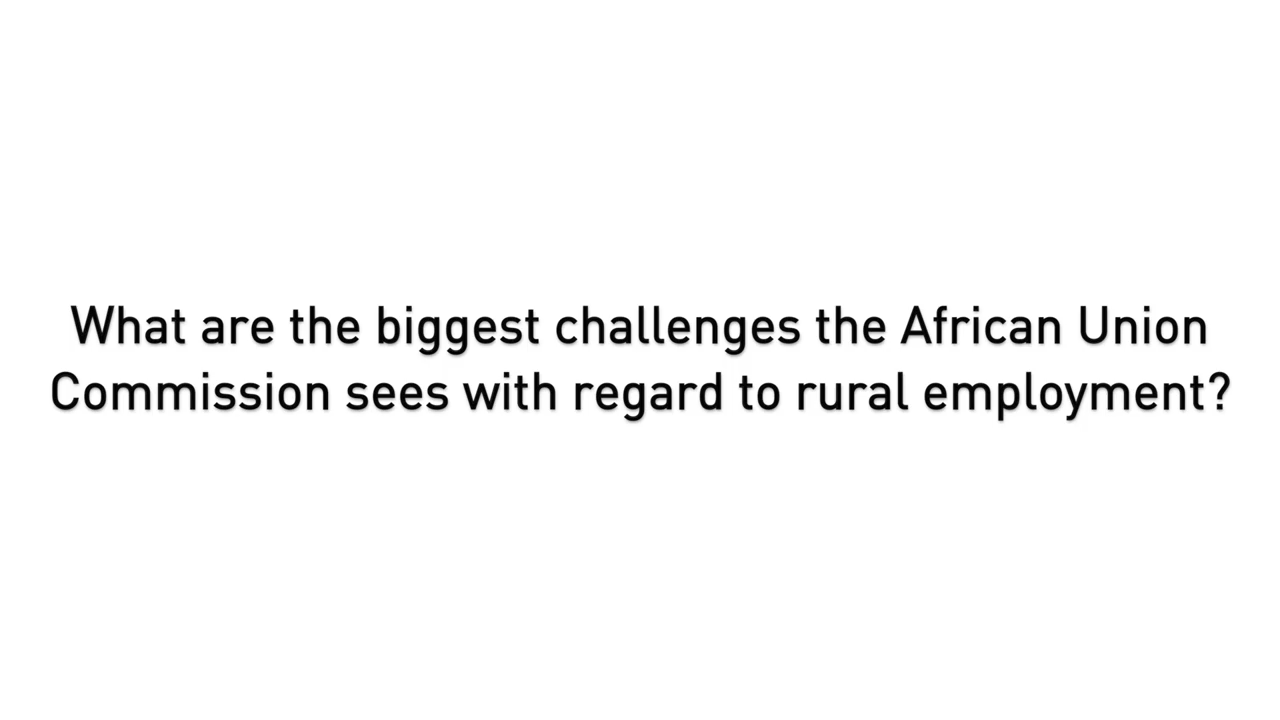 What are the biggest challenges the African Union
Commission sees with regard to rural employment?